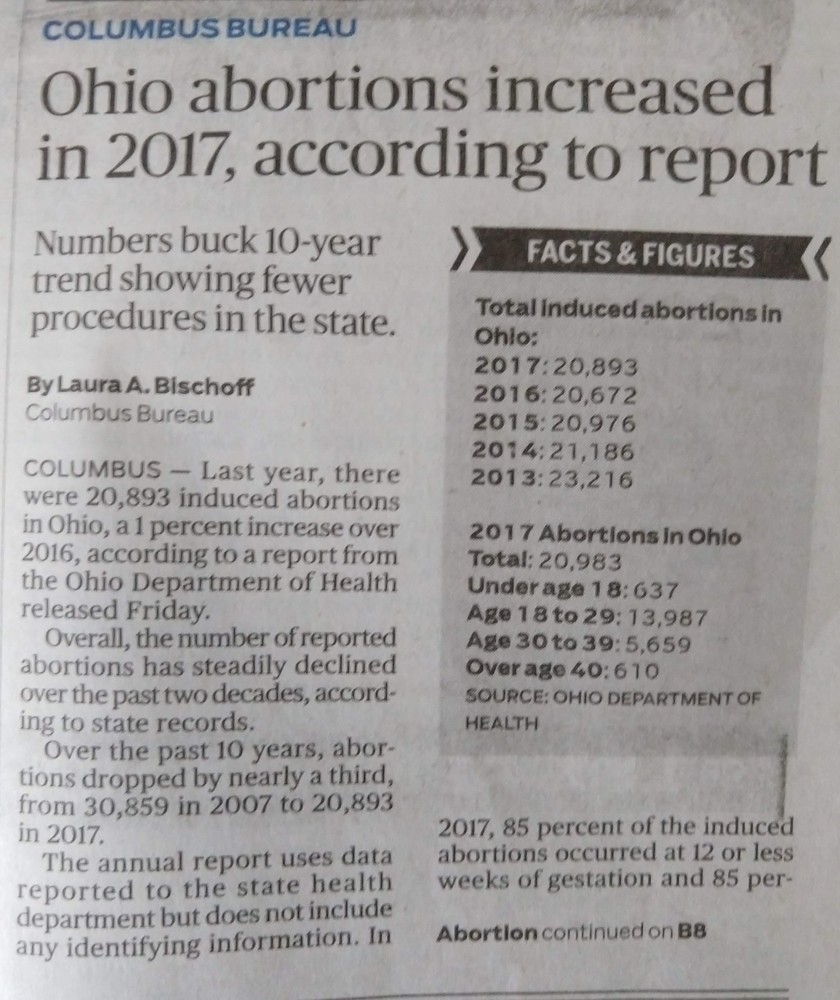 COLUMBUS BUREAU
Ohio abortions increased
in 2017, according to report
Numbers buck 10-year
trend showing fewer
procedures in the state.
By Laura A. Bischoff
Columbus Bureau
COLUMBUS — Last year, there
were 20,893 induced abortions
in Ohio, a 1 percent increase over
2016, according to a report from
the Ohio Department of Health
released Friday.
Overall, the number of reported
abortions has steadily declined
over the past two decades, accord-
ing to state records.
Over the past 10 years, abor-
tions dropped by nearly a third,
from 30,859 in 2007 to 20,893
in 2017.
The annual report uses data
reported to the state health
department but does not include
any identifying information. In
FACTS & FIGURES
Total induced abortions in
Ohio:
2017: 20,893
2016: 20,672
2015: 20,976
2014: 21,186
2013: 23,216
2017 Abortions in Ohio
Total: 20,983
Under age 18: 637
Age 18 to 29: 13,987
Age 30 to 39: 5,659
Over age 40: 610
SOURCE: OHIO DEPARTMENT OF
HEALTH
2017, 85 percent of the induced
abortions occurred at 12 or less
weeks of gestation and 85 per-
Abortion continued on B8